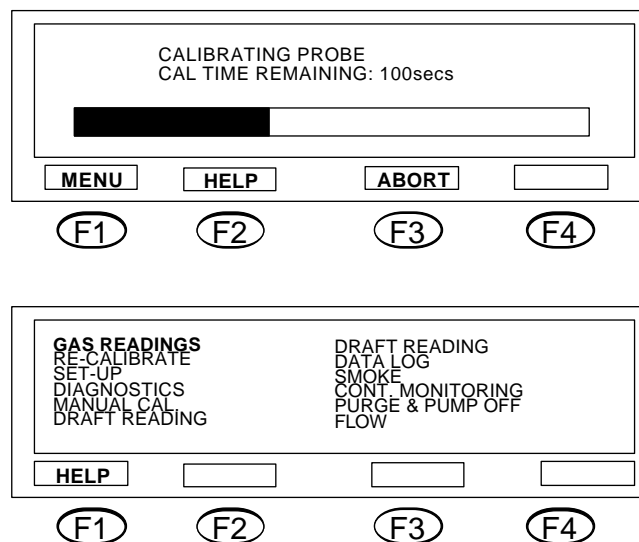 CALIBRATING PROBE
CAL TIME REMAINING: 100secs
MENU
HELP
ABORT
F1
F2
F3
F4
GAS READINGS
RE-CALIBRATE
SET-UP
DIAGNOSTICS
MANUAL CAL
DRAFT READING
DRAFT READING
DATA LOG
SMOKE
CONT. MONITORING
PURGE & PUMP OFF
FLOW
HELP
F1
F2
F3
F4